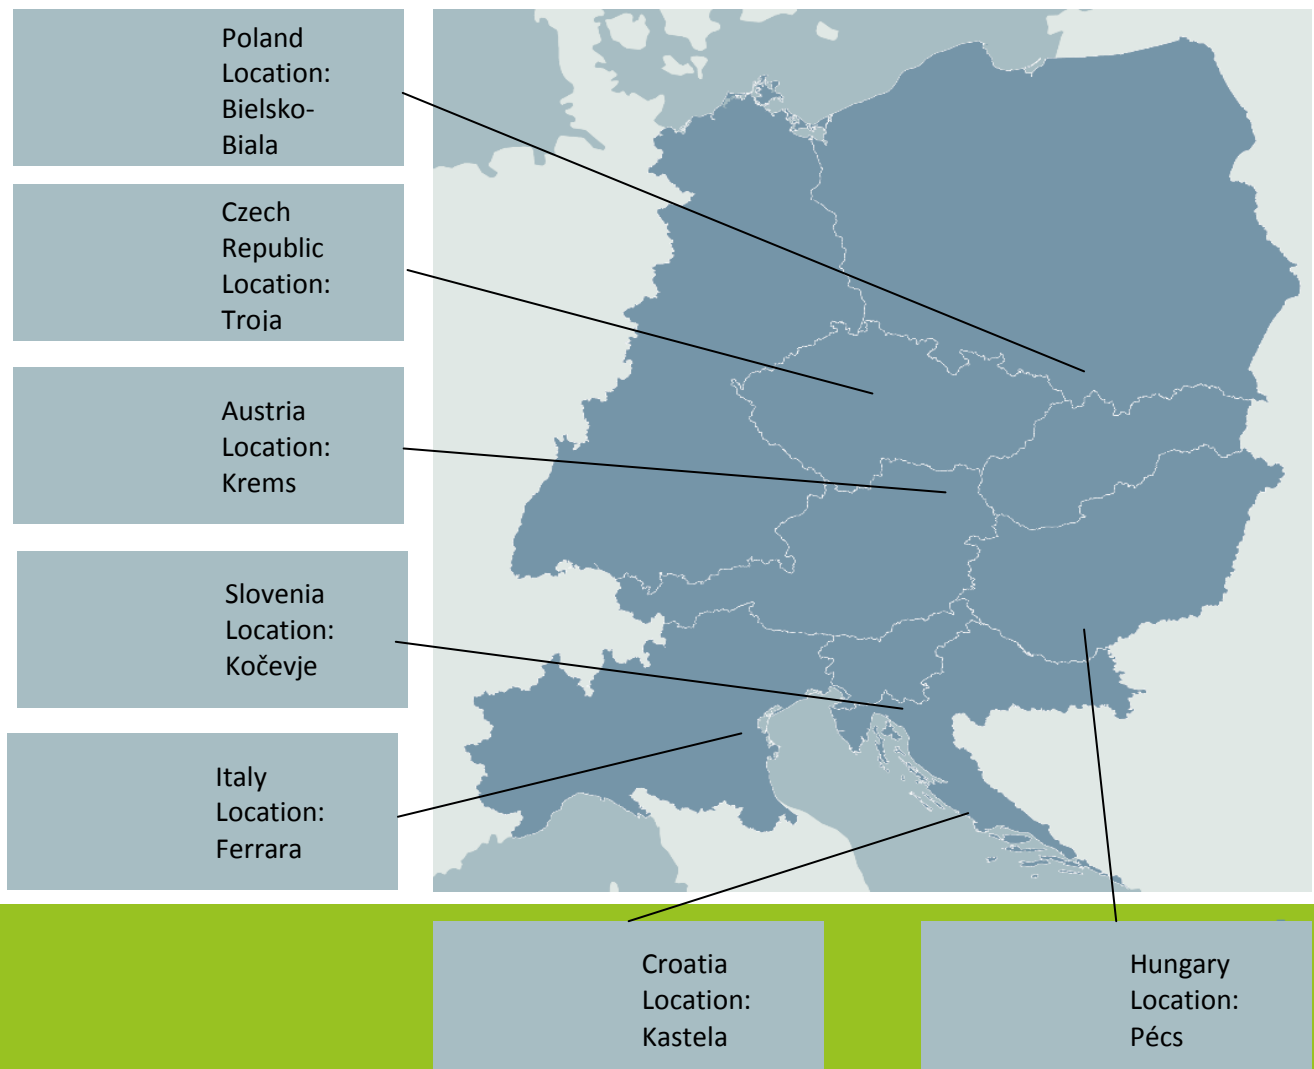 Poland
Location:
Bielsko-
Biala
Czech
Republic
Location:
Troja
Austria
Location:
Krems
Slovenia
Location:
Kočevje
Italy
Location:
Ferrara
Croatia
Location:
Kastela
Hungary
Location:
Pécs